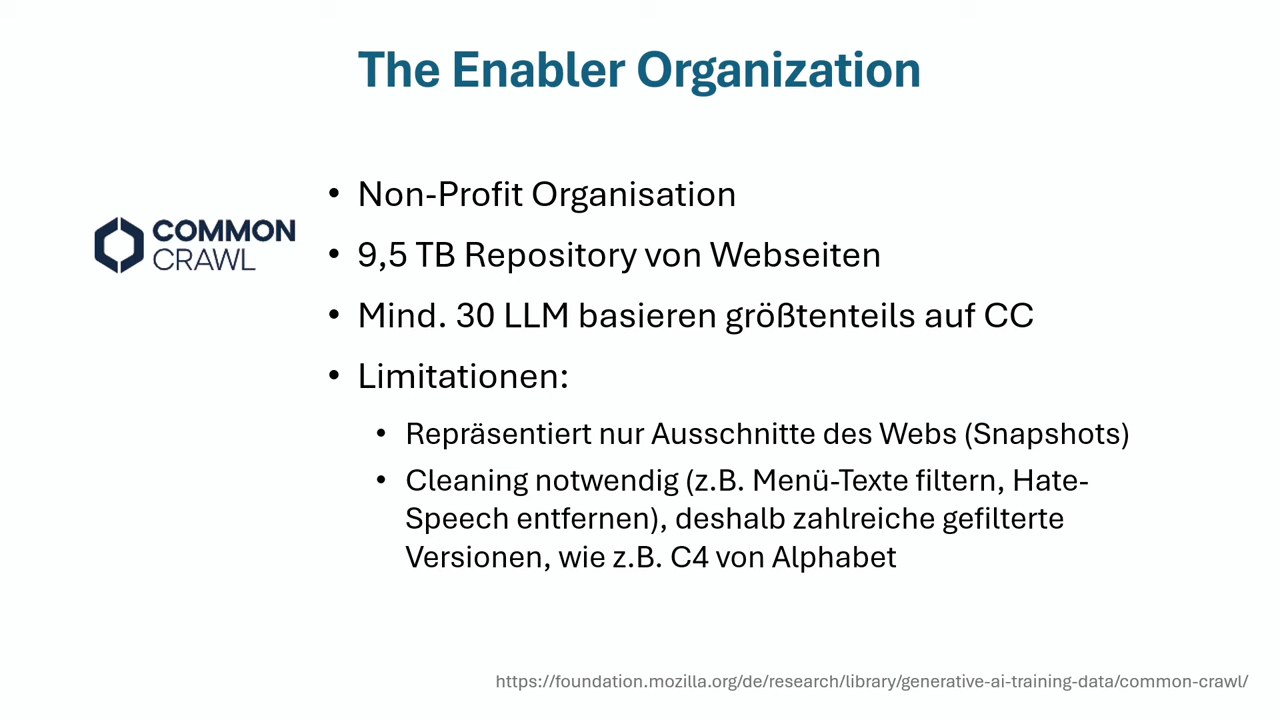 The Enabler Organization
COMMON
CRAWL
• Non-Profit Organisation
• 9,5 TB Repository von Webseiten
• Mind. 30 LLM basieren größtenteils auf CC
• Limitationen:
• Repräsentiert nur Ausschnitte des Webs (Snapshots)
• Cleaning notwendig (z.B. Menü-Texte filtern, Hate-
Speech entfernen), deshalb zahlreiche gefilterte
Versionen, wie z.B. C4 von Alphabet
https://foundation.mozilla.org/de/research/library/generative-ai-training-data/common-crawl/